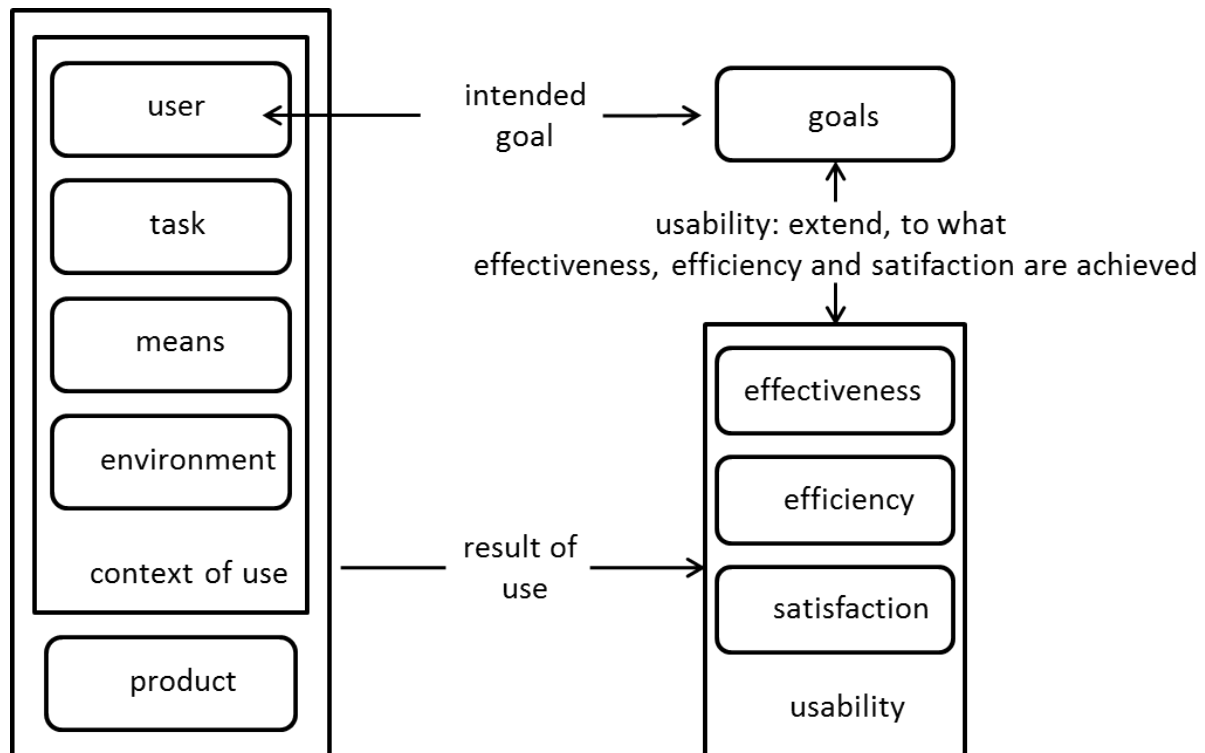 user
task
means
environment
context of use
product
intended
goal
result of
use
goals
usability: extend, to what
effectiveness, efficiency and satifaction are achieved
effectiveness
efficiency
satisfaction
usability